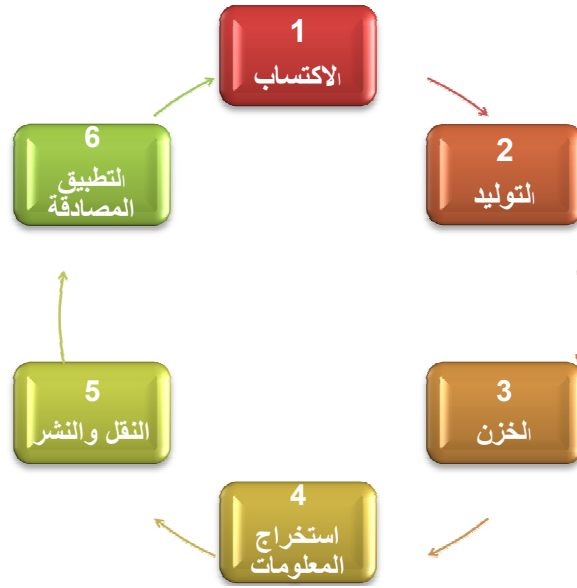 1
الاكتساب
2
التوليد
3
الخزن
4
استخراج
المعلومات
5
النقل والنشر
6
التطبيق
المصادقة